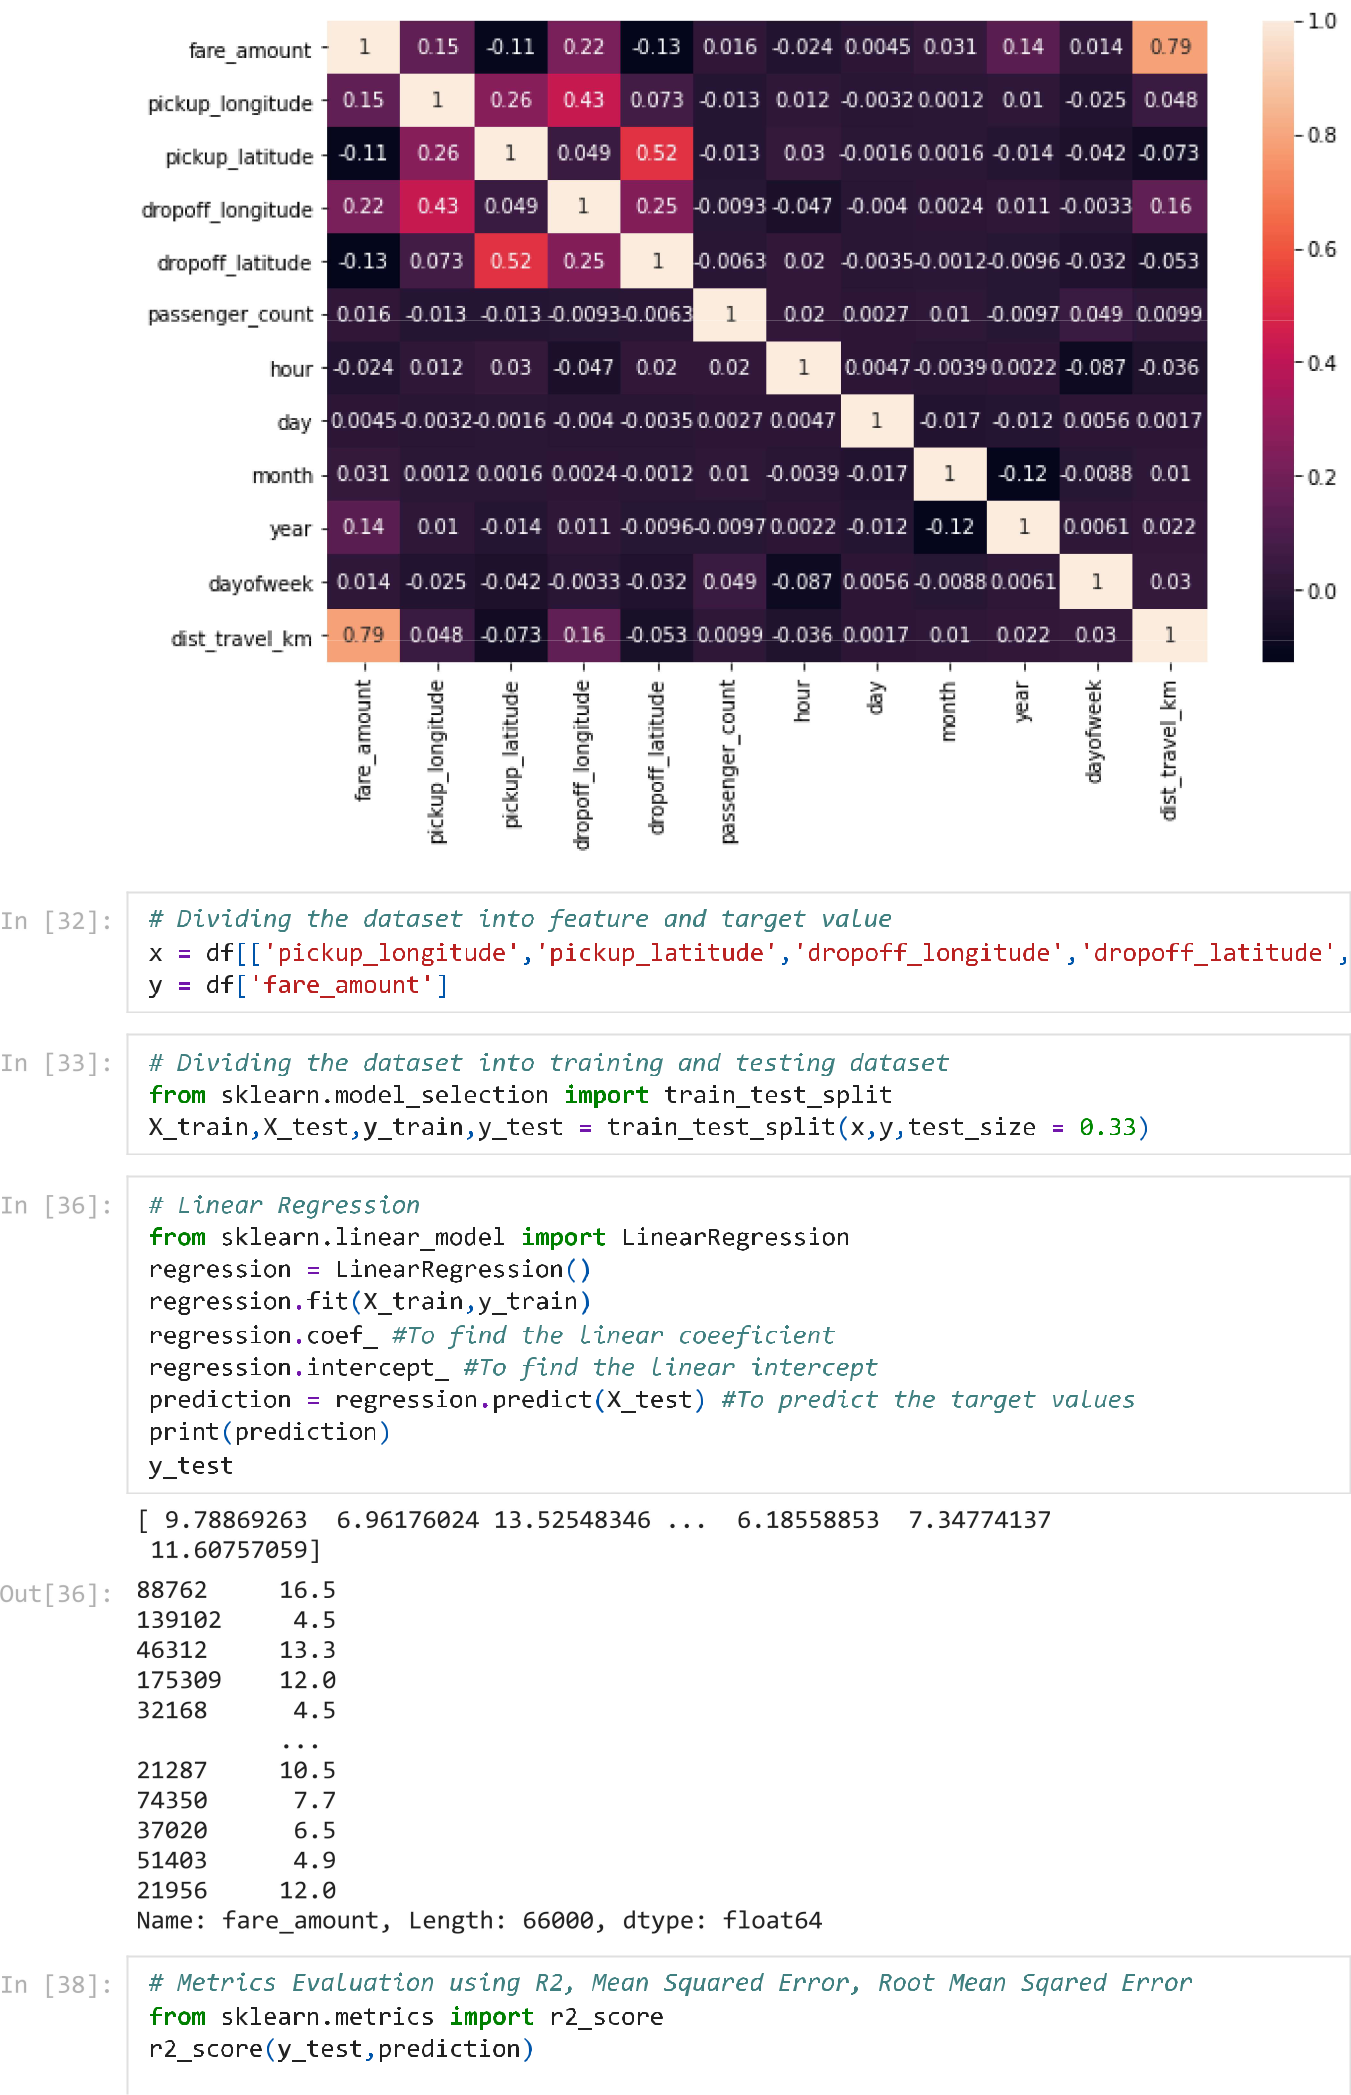 fare_amount 1 0.15 -0.11 0.22 -0.13 0.016 -0.024 0.0045 0.031 0.14 0.014 0.79
pickup_longitude 0.15 1 0.26 0.43 0.073 -0.013 0.012 -0.0032 0.0012 0.01 -0.025 0.048
pickup_latitude -0.11 0.26 1 0.049 0.52 -0.013 0.03 -0.0016 0.0016 -0.014 -0.042 -0.073
dropoff_longitude 0.22 0.43 0.049 1 0.25 -0.0093 -0.047 -0.004 0.0024 0.011 -0.0033 0.16
dropoff_latitude -0.13 0.073 0.52 0.25 1 -0.0063 0.02 -0.0035 -0.0012 -0.0096 -0.032 -0.053
passenger_count 0.016 -0.013 -0.013 -0.0093 -0.0063 1 0.02 0.0027 0.01 -0.0097 0.049 0.0099
hour -0.024 0.012 0.03 -0.047 0.02 0.02 1 0.0047 -0.0039 0.0022 -0.087 -0.036
day 0.0045 -0.0032 -0.0016 -0.004 -0.0035 0.0027 0.0047 1 -0.017 -0.012 0.0056 0.0017
month 0.031 0.0012 0.0016 0.0024 -0.0012 0.01 -0.0039 -0.017 1 -0.12 -0.0088 0.01
year 0.14 0.01 -0.014 0.011 -0.0096 -0.0097 0.0022 -0.012 -0.12 1 0.0061 0.022
dayofweek 0.014 -0.025 -0.042 -0.0033 -0.032 0.049 -0.087 0.0056 -0.0088 0.0061 1 0.03
dist_travel_km 0.79 0.048 -0.073 0.16 -0.053 0.0099 -0.036 0.0017 0.01 0.022 0.03 1
fare_amount pickup_longitude pickup_latitude dropoff_longitude dropoff_latitude passenger_count hour day month year dayofweek dist_travel_km
1.0
0.8
0.6
0.4
0.2
0.0
In [32]:
# Dividing the dataset into feature and target value
x = df[['pickup_longitude','pickup_latitude','dropoff_longitude','dropoff_latitude',
y = df['fare_amount']
In [33]:
# Dividing the dataset into training and testing dataset
from sklearn.model_selection import train_test_split
X_train,X_test,y_train,y_test = train_test_split(x,y,test_size = 0.33)
In [36]:
# Linear Regression
from sklearn.linear_model import LinearRegression
regression = LinearRegression()
regression.fit(X_train,y_train)
regression.coef_ #To find the linear coeeficient
regression.intercept_ #To find the linear intercept
prediction = regression.predict(X_test) #To predict the target values
print(prediction)
y_test
[ 9.78869263  6.96176024 13.52548346 ...  6.18558853  7.34774137
 11.60757059]
Out[36]:
88762     16.5
139102     4.5
46312     13.3
175309    12.0
32168      4.5
          ...
21287     10.5
74350      7.7
37020      6.5
51403      4.9
21956     12.0
Name: fare_amount, Length: 66000, dtype: float64
In [38]:
# Metrics Evaluation using R2, Mean Squared Error, Root Mean Sqared Error
from sklearn.metrics import r2_score
r2_score(y_test,prediction)